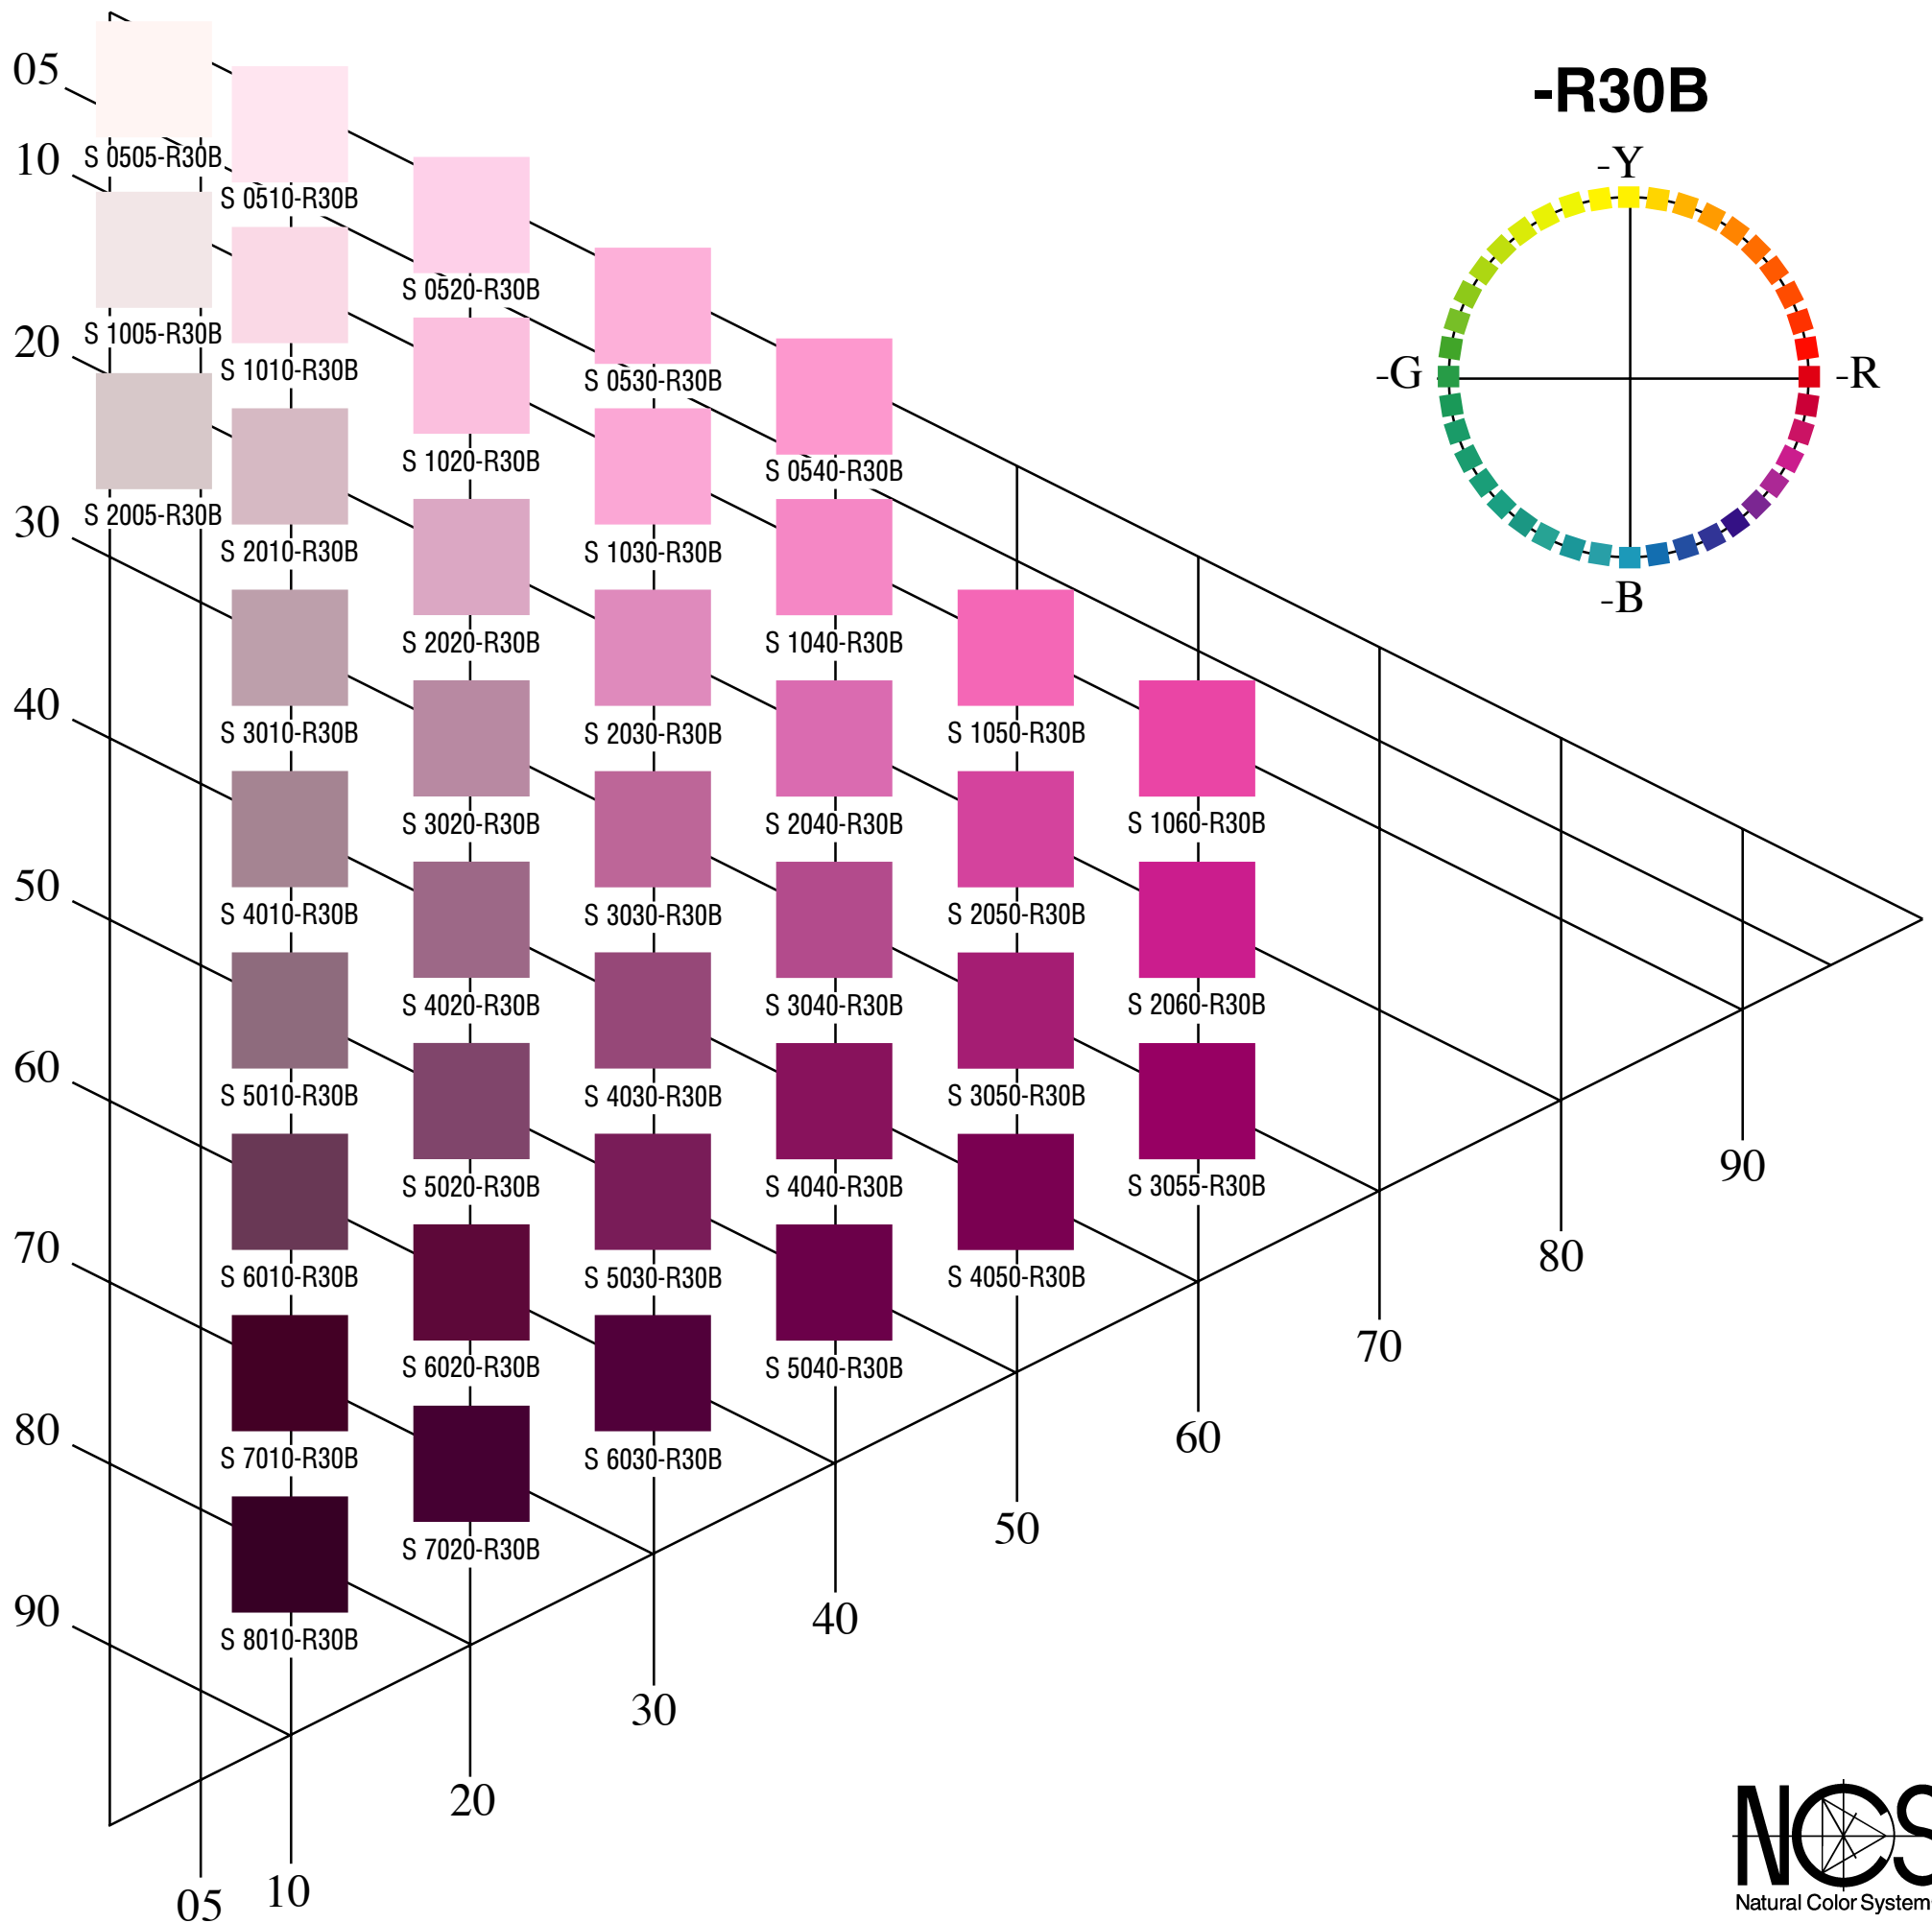 -R30B
-Y
-G
-R
-B
05
10
20
30
40
50
60
70
80
90
S 0505-R30B
S 0510-R30B
S 0520-R30B
S 1005-R30B
S 1010-R30B
S 0530-R30B
S 1020-R30B
S 0540-R30B
S 2005-R30B
S 2010-R30B
S 1030-R30B
S 2020-R30B
S 1040-R30B
S 3010-R30B
S 2030-R30B
S 1050-R30B
S 3020-R30B
S 2040-R30B
S 1060-R30B
S 4010-R30B
S 3030-R30B
S 2050-R30B
S 4020-R30B
S 3040-R30B
S 2060-R30B
S 5010-R30B
S 4030-R30B
S 3050-R30B
S 5020-R30B
S 4040-R30B
S 3055-R30B
S 6010-R30B
S 5030-R30B
S 4050-R30B
S 6020-R30B
S 5040-R30B
S 7010-R30B
S 6030-R30B
S 7020-R30B
S 8010-R30B
05
10
20
30
40
50
60
70
80
90
NCS
Natural Color System